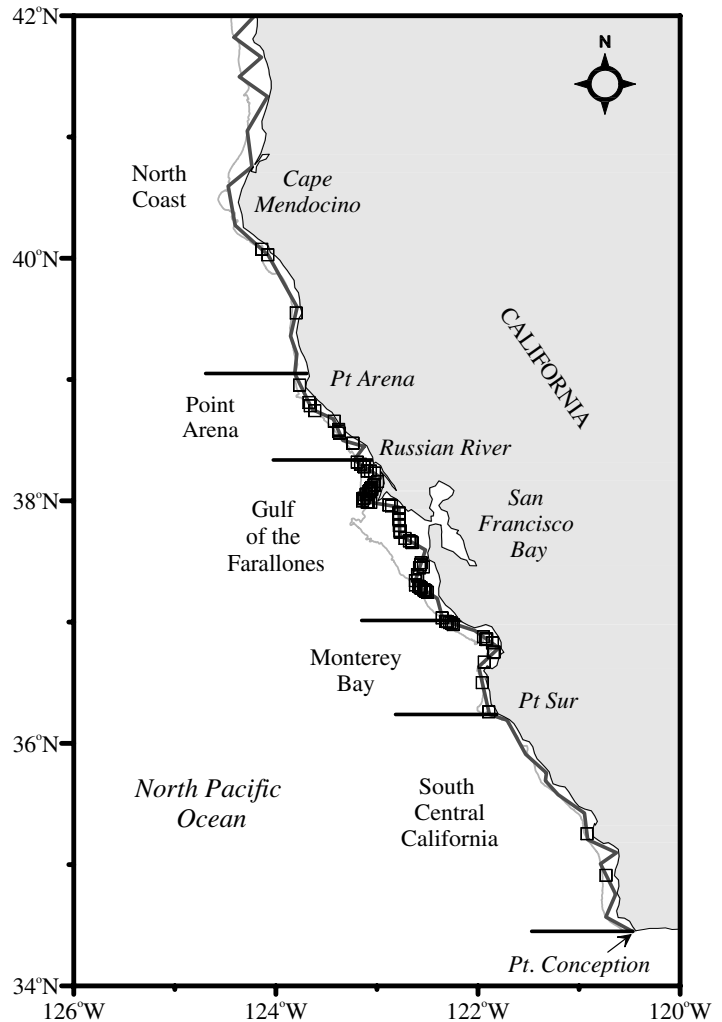 42°N
N
North
Coast
Cape
Mendocino
40°N
CALIFORNIA
Pt Arena
Point
Arena
Russian River
38°N
Gulf
of the
Farallones
San
Francisco
Bay
Monterey
Bay
Pt Sur
36°N
North Pacific
Ocean
South
Central
California
Pt. Conception
34°N
126°W
124°W
122°W
120°W